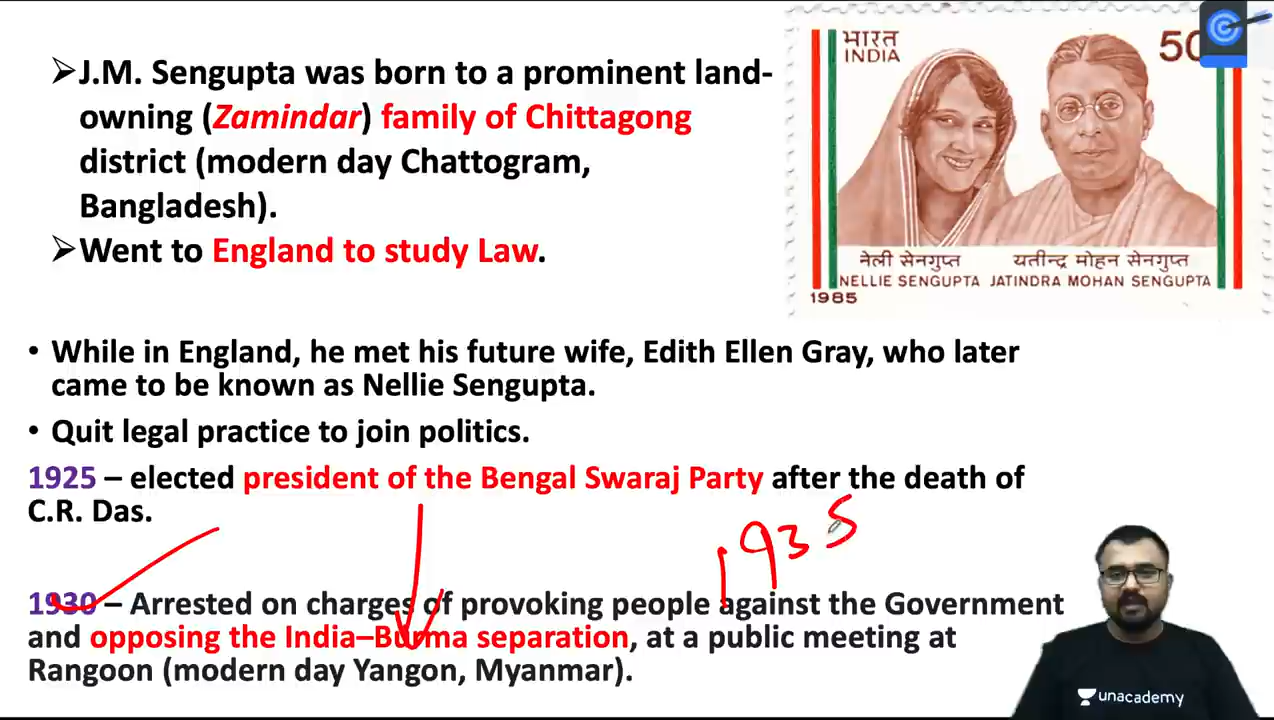 ➢J.M. Sengupta was born to a prominent land-
owning (Zamindar) family of Chittagong
district (modern day Chattogram,
Bangladesh).
➢Went to England to study Law.
भारत
INDIA
50
नेली सेनगुप्त यतीन्द्र मोहन सेनगुप्त
NELLIE SENGUPTA JATINDRA MOHAN SENGUPTA
1985
• While in England, he met his future wife, Edith Ellen Gray, who later
came to be known as Nellie Sengupta.
• Quit legal practice to join politics.
1925 – elected president of the Bengal Swaraj Party after the death of
C.R. Das.
1935
1930 – Arrested on charges of provoking people against the Government
and opposing the India–Burma separation, at a public meeting at
Rangoon (modern day Yangon, Myanmar).
unacademy